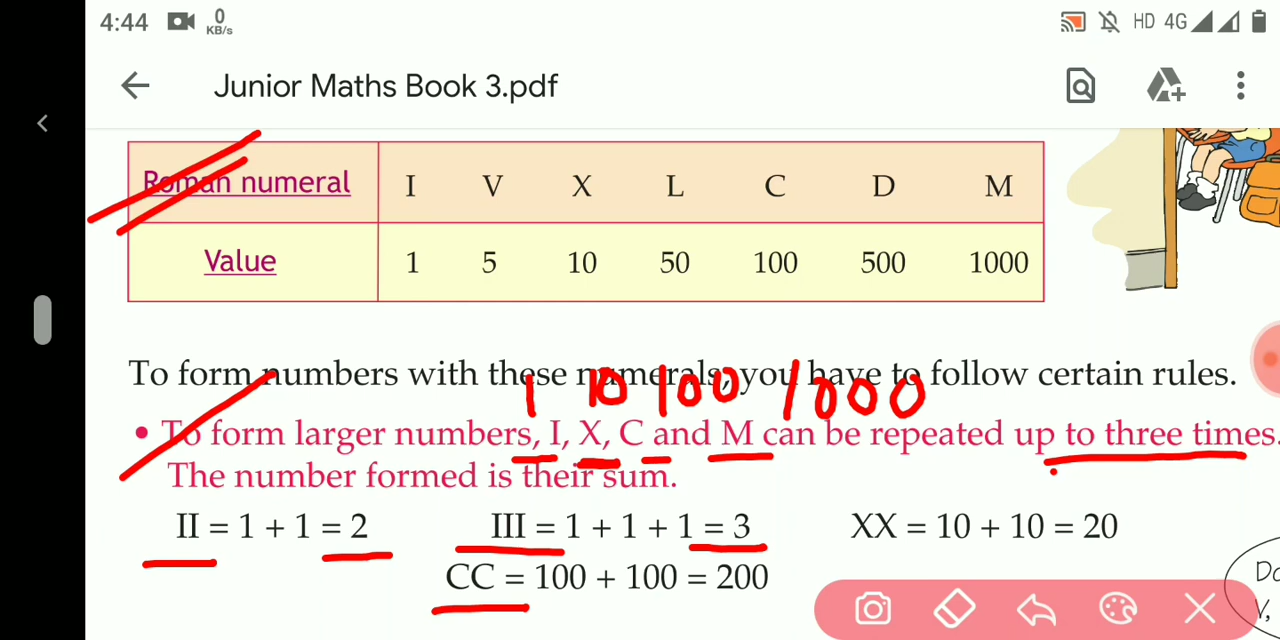 4:44 0 KB/s HD 4G
Junior Maths Book 3.pdf
Roman numeral I V X L C D M
Value 1 5 10 50 100 500 1000
To form numbers with these numerals, you have to follow certain rules.
1 10 100 1000
• To form larger numbers, I, X, C and M can be repeated up to three times.
The number formed is their sum.
II = 1 + 1 = 2 III = 1 + 1 + 1 = 3 XX = 10 + 10 = 20
CC = 100 + 100 = 200
V,